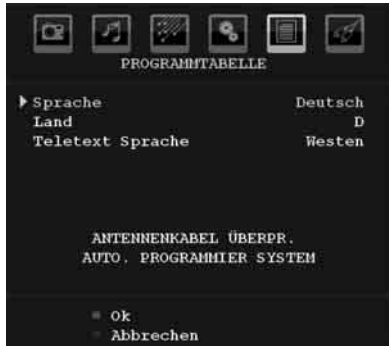 PROGRAMMTABELLE
Sprache Deutsch
Land D
Teletext Sprache Westen
ANTENNENKABEL ÜBERPR.
AUTO. PROGRAMMIER SYSTEM
Ok
Abbrechen